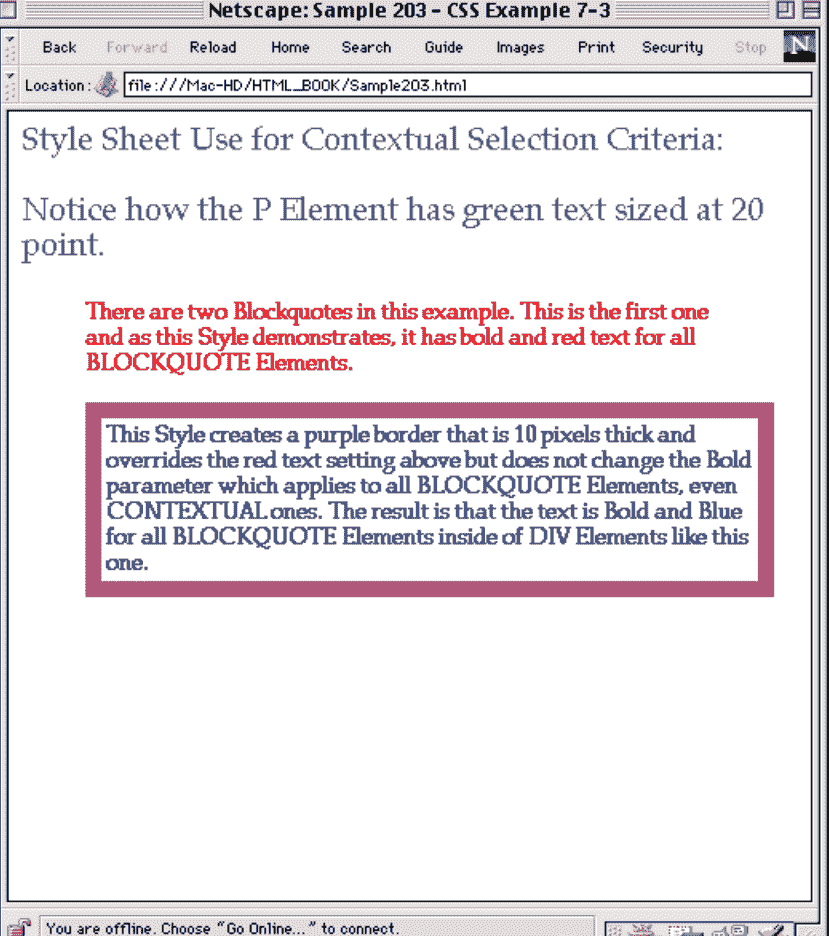 Netscape: Sample 203 - CSS Example 7-3
Back Forward Reload Home Search Guide Images Print Security Stop N
Location: file:///Mac-HD/HTML_BOOK/Sample203.html
Style Sheet Use for Contextual Selection Criteria:
Notice how the P Element has green text sized at 20
point.
There are two Blockquotes in this example. This is the first one
and as this Style demonstrates, it has bold and red text for all
BLOCKQUOTE Elements.
This Style creates a purple border that is 10 pixels thick and
overrides the red text setting above but does not change the Bold
parameter which applies to all BLOCKQUOTE Elements, even
CONTEXTUAL ones. The result is that the text is Bold and Blue
for all BLOCKQUOTE Elements inside of DIV Elements like this
one.
You are offline. Choose "Go Online..." to connect.